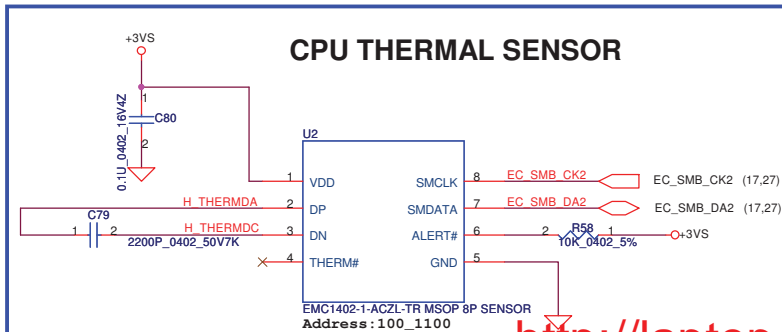 +3VS
CPU THERMAL SENSOR
1
C80
0.1U_0402_16V4Z
2
U2
1 VDD SMCLK 8 EC_SMB_CK2 EC_SMB_CK2 (17,27)
H_THERMDA 2 DP SMDATA 7 EC_SMB_DA2 EC_SMB_DA2 (17,27)
C79
1 2 H_THERMDC 3 DN ALERT# 6 2 R58 1 +3VS
2200P_0402_50V7K 10K_0402_5%
4 THERM# GND 5
EMC1402-1-ACZL-TR MSOP 8P SENSOR
Address:100_1100